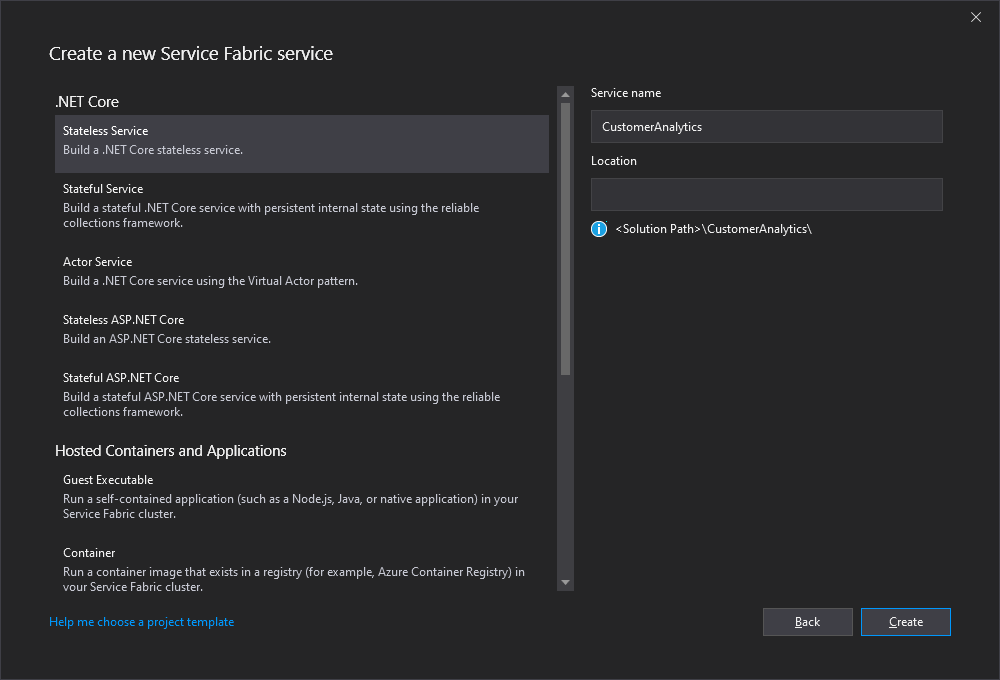 Create a new Service Fabric service
.NET Core
Stateless Service
Build a .NET Core stateless service.
Stateful Service
Build a stateful .NET Core service with persistent internal state using the reliable
collections framework.
Actor Service
Build a .NET Core service using the Virtual Actor pattern.
Stateless ASP.NET Core
Build an ASP.NET Core stateless service.
Stateful ASP.NET Core
Build a stateful ASP.NET Core service with persistent internal state using the reliable
collections framework.
Hosted Containers and Applications
Guest Executable
Run a self-contained application (such as a Node.js, Java, or native application) in your
Service Fabric cluster.
Container
Run a container image that exists in a registry (for example, Azure Container Registry) in
your Service Fabric cluster.
Service name
CustomerAnalytics
Location
<Solution Path>\CustomerAnalytics\
Help me choose a project template
Back
Create